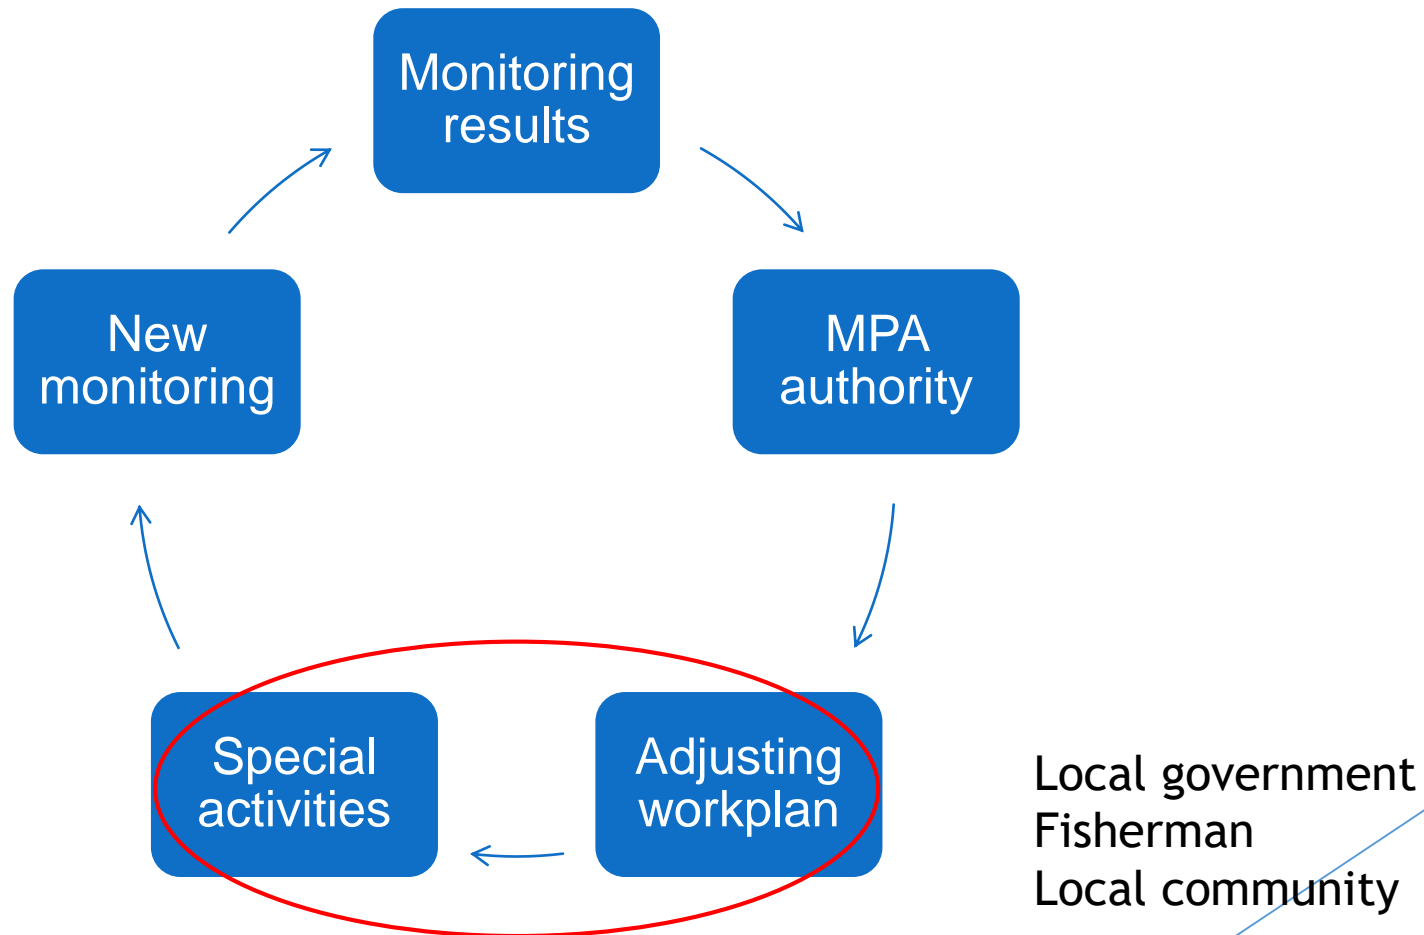 Monitoring
results
New
monitoring
MPA
authority
Special
activities
Adjusting
workplan
Local government
Fisherman
Local community